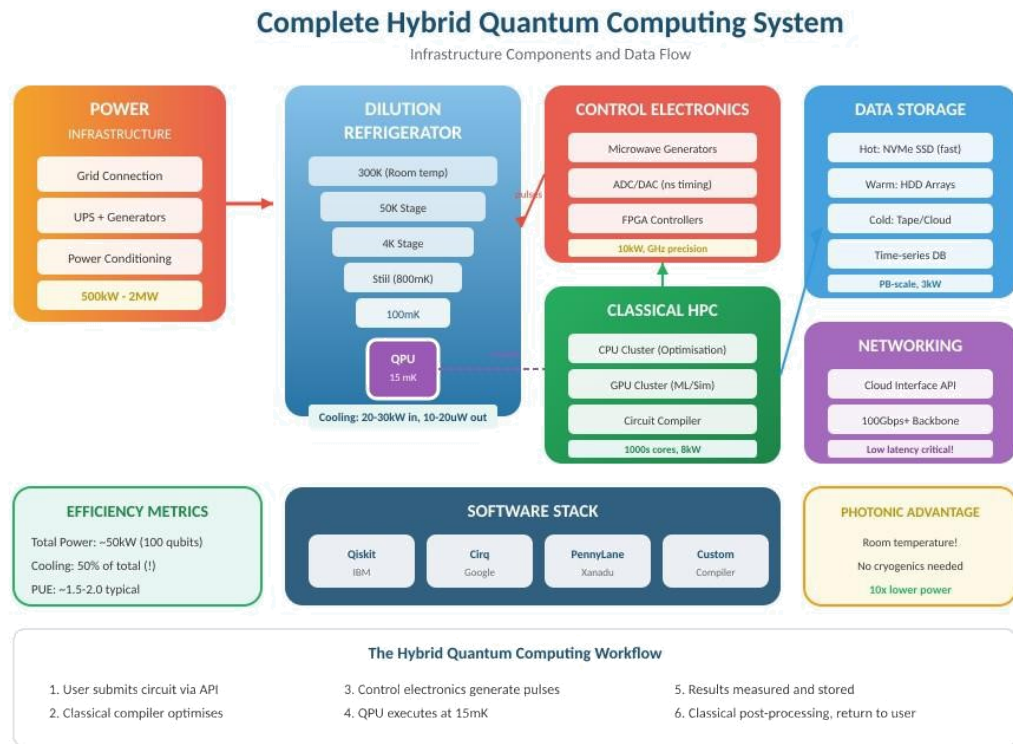 Complete Hybrid Quantum Computing System
Infrastructure Components and Data Flow
POWER
INFRASTRUCTURE
Grid Connection
UPS + Generators
Power Conditioning
500kW - 2MW
DILUTION
REFRIGERATOR
300K (Room temp)
50K Stage
4K Stage
Still (800mK)
100mK
QPU
15 mK
Cooling: 20-30kW in, 10-20uW out
pulses
CONTROL ELECTRONICS
Microwave Generators
ADC/DAC (ns timing)
FPGA Controllers
10kW, GHz precision
CLASSICAL HPC
CPU Cluster (Optimisation)
GPU Cluster (ML/Sim)
Circuit Compiler
1000s cores, 8kW
DATA STORAGE
Hot: NVMe SSD (fast)
Warm: HDD Arrays
Cold: Tape/Cloud
Time-series DB
PB-scale, 3kW
NETWORKING
Cloud Interface API
100Gbps+ Backbone
Low latency critical!
EFFICIENCY METRICS
Total Power: ~50kW (100 qubits)
Cooling: 50% of total (!)
PUE: ~1.5-2.0 typical
SOFTWARE STACK
Qiskit
IBM
Cirq
Google
PennyLane
Xanadu
Custom
Compiler
PHOTONIC ADVANTAGE
Room temperature!
No cryogenics needed
10x lower power
The Hybrid Quantum Computing Workflow
1. User submits circuit via API
2. Classical compiler optimises
3. Control electronics generate pulses
4. QPU executes at 15mK
5. Results measured and stored
6. Classical post-processing, return to user